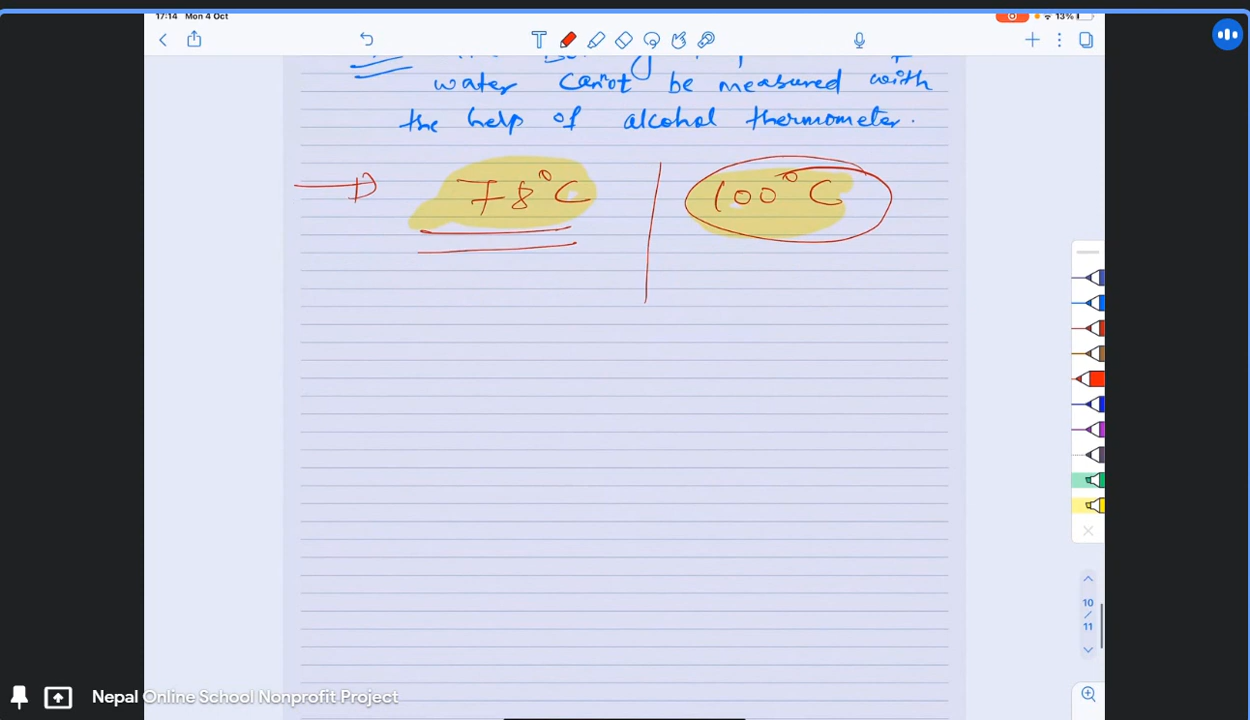 17:14 Mon 4 Oct
13%
T
water cannot be measured with
the help of alcohol thermometer.
78°C
100°C
10
/
11
Nepal Online School Nonprofit Project